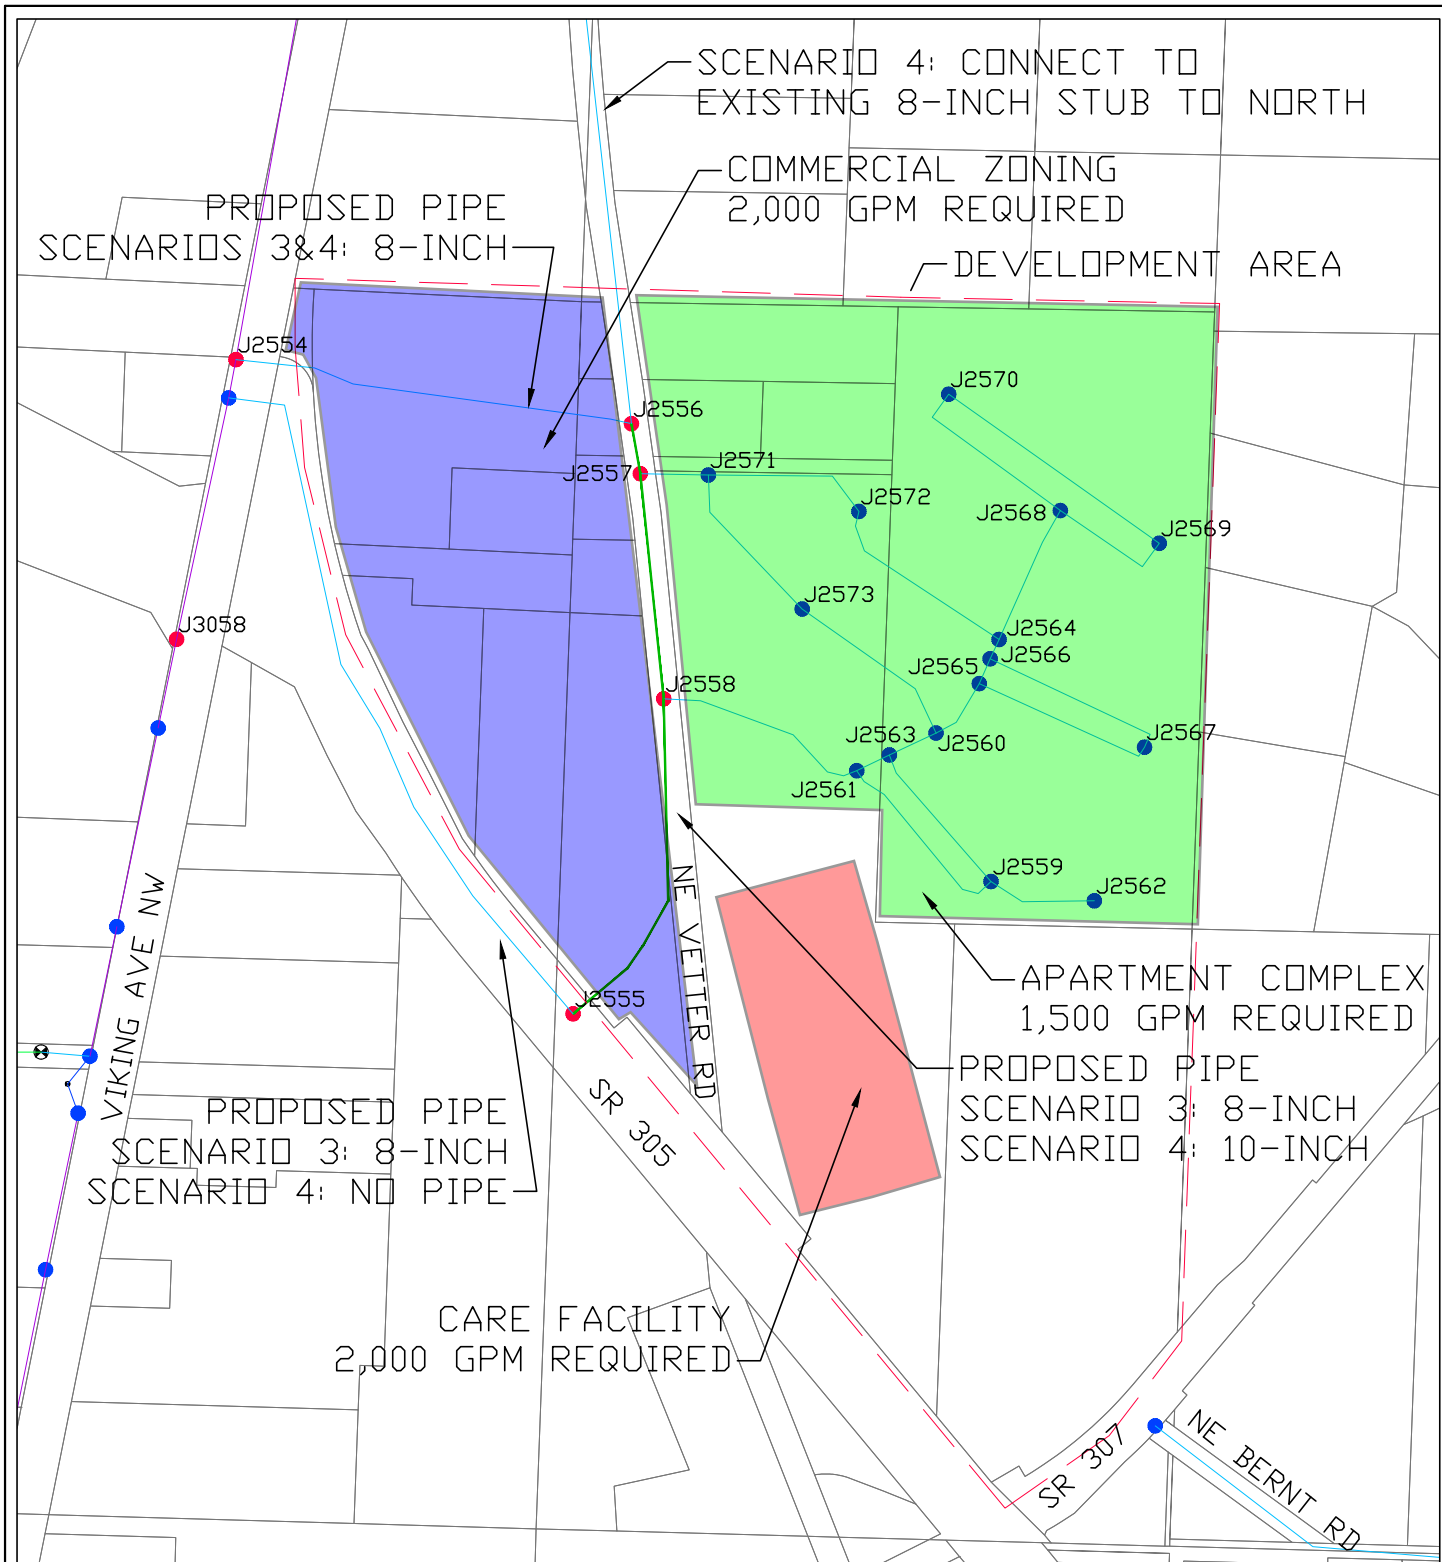 SCENARIO 4: CONNECT TO
EXISTING 8-INCH STUB TO NORTH
COMMERCIAL ZONING
2,000 GPM REQUIRED
PROPOSED PIPE
SCENARIOS 3&4: 8-INCH
DEVELOPMENT AREA
J2554
J2556
J2570
J2557
J2571
J2572
J2568
J2569
J2573
J3058
J2564
J2566
J2565
J2558
J2563
J2560
J2567
J2561
J2559
J2562
NE VETTER RD
VIKING AVE NW
J2555
APARTMENT COMPLEX
1,500 GPM REQUIRED
PROPOSED PIPE
SCENARIO 3: 8-INCH
SCENARIO 4: 10-INCH
PROPOSED PIPE
SCENARIO 3: 8-INCH
SCENARIO 4: NO PIPE
SR 305
CARE FACILITY
2,000 GPM REQUIRED
SR 307
NE BERNT RD